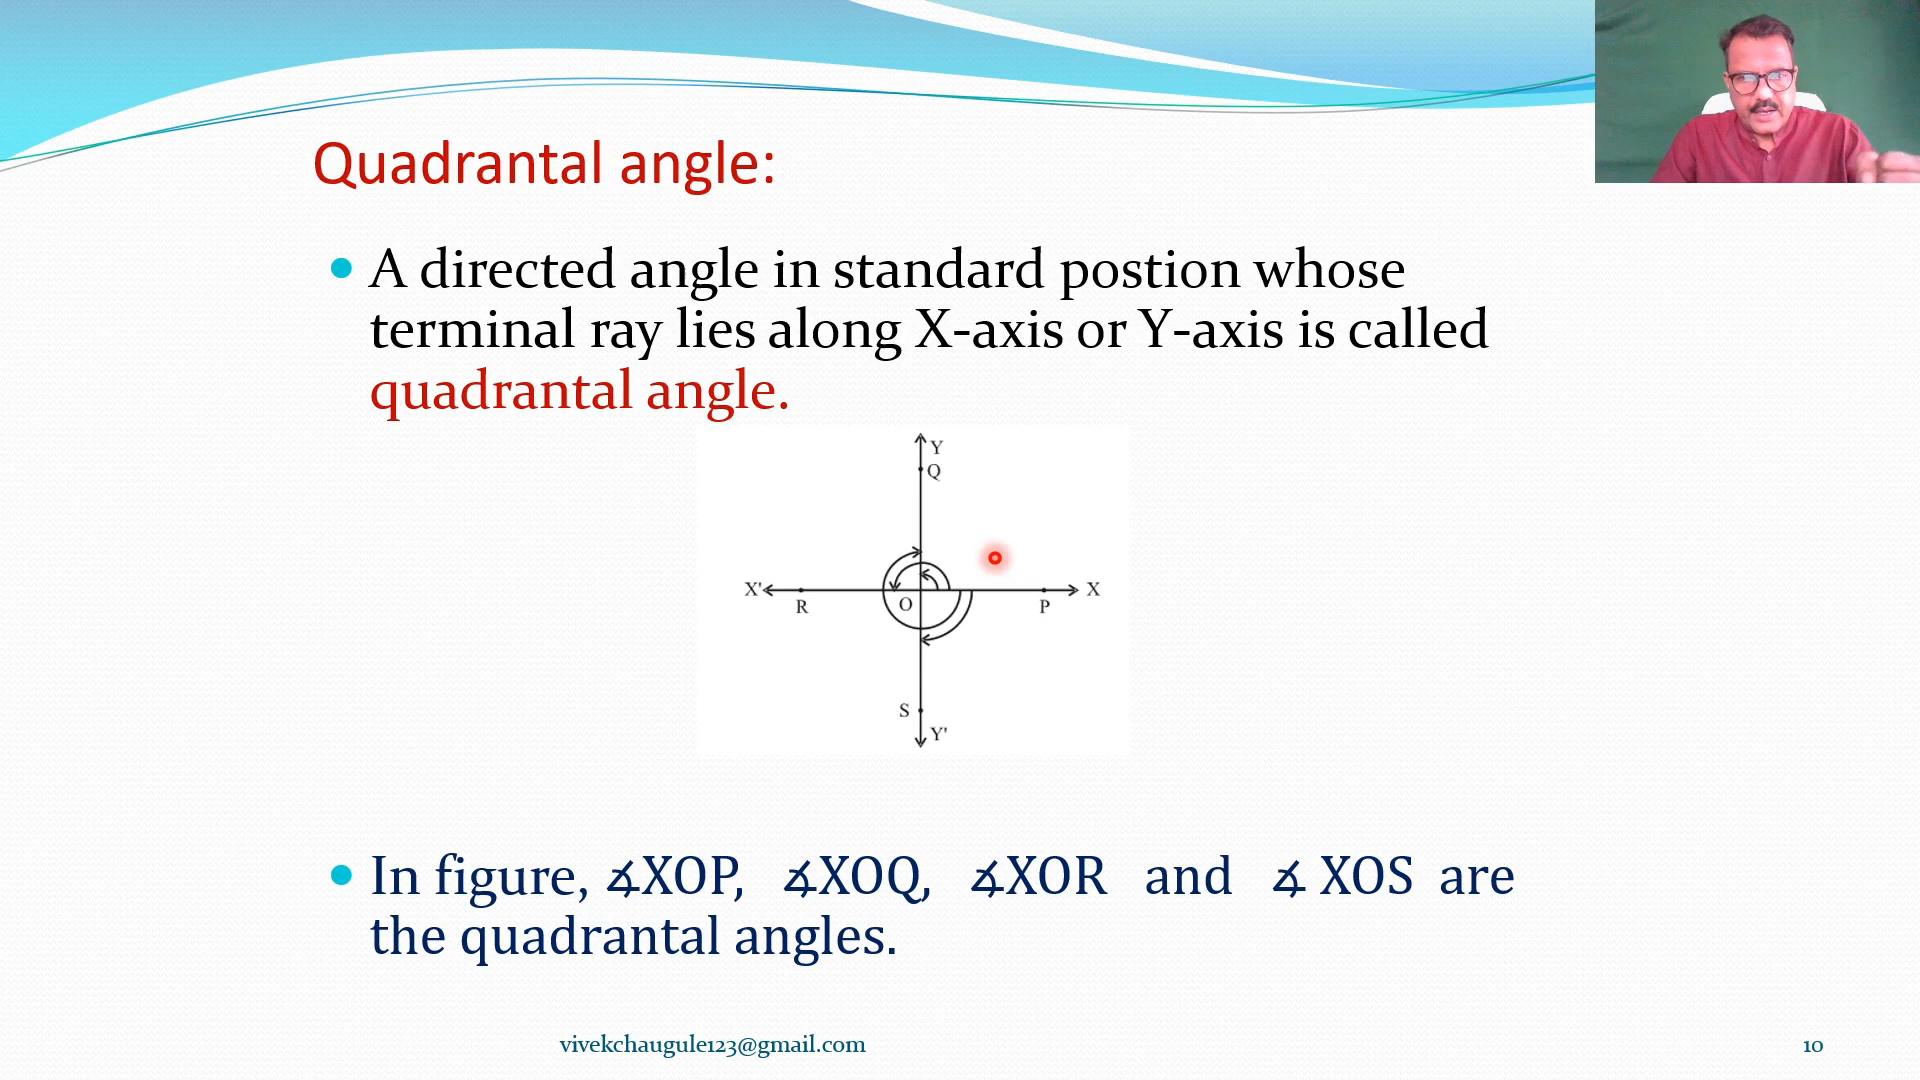 Quadrantal angle:
A directed angle in standard postion whose
terminal ray lies along X-axis or Y-axis is called
quadrantal angle.
Y
Q
X'
R
O
P
X
S
Y'
In figure, ∡XOP, ∡XOQ, ∡XOR and ∡ XOS are
the quadrantal angles.
vivekchaugule123@gmail.com
10